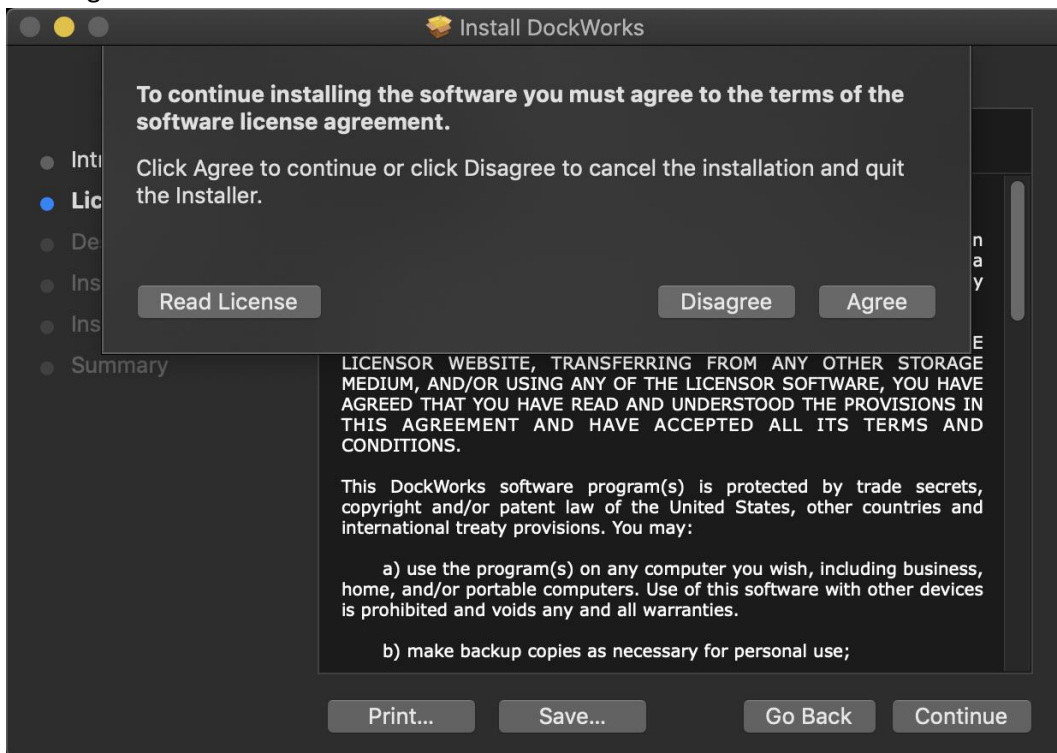 Install DockWorks
To continue installing the software you must agree to the terms of the
software license agreement.
Click Agree to continue or click Disagree to cancel the installation and quit
the Installer.
Read License
Disagree
Agree
Summary
LICENSOR WEBSITE, TRANSFERRING FROM ANY OTHER STORAGE
MEDIUM, AND/OR USING ANY OF THE LICENSOR SOFTWARE, YOU HAVE
AGREED THAT YOU HAVE READ AND UNDERSTOOD THE PROVISIONS IN
THIS AGREEMENT AND HAVE ACCEPTED ALL ITS TERMS AND
CONDITIONS.
This DockWorks software program(s) is protected by trade secrets,
copyright and/or patent law of the United States, other countries and
international treaty provisions. You may:
a) use the program(s) on any computer you wish, including business,
home, and/or portable computers. Use of this software with other devices
is prohibited and voids any and all warranties.
b) make backup copies as necessary for personal use;
Print...
Save...
Go Back
Continue